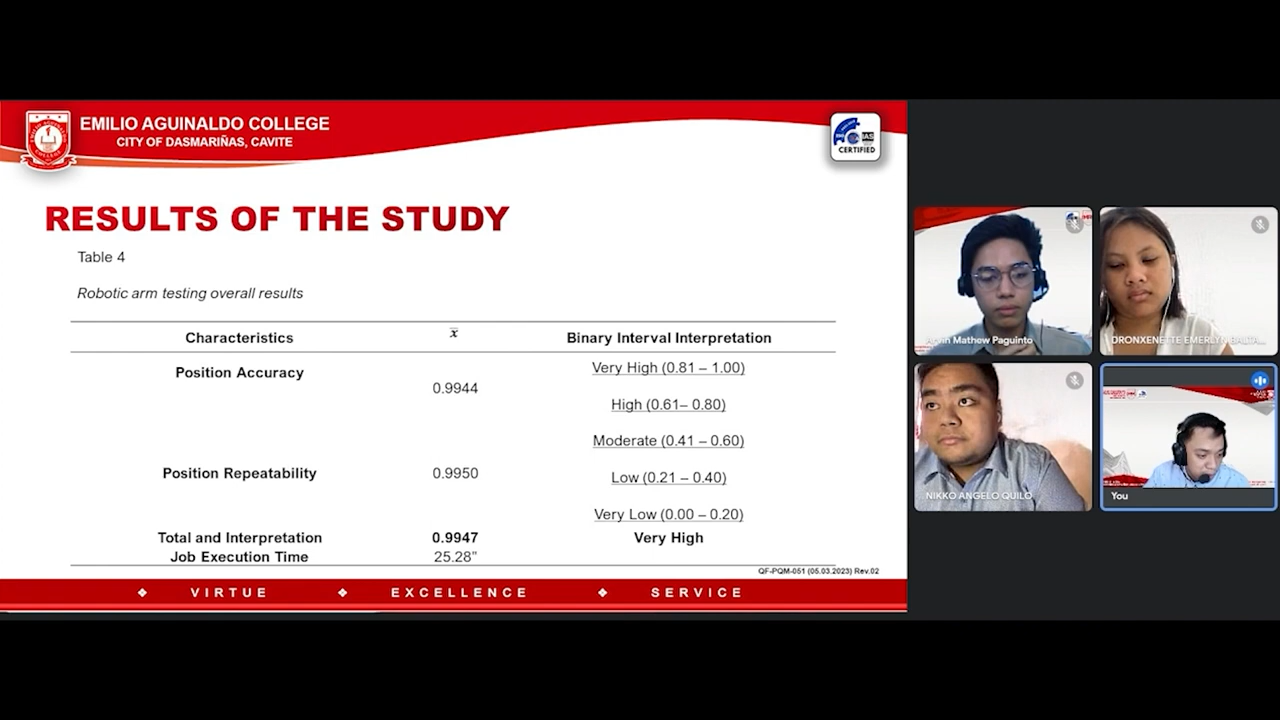 EMILIO AGUINALDO COLLEGE
CITY OF DASMARIÑAS, CAVITE
CERTIFIED
RESULTS OF THE STUDY
Table 4
Robotic arm testing overall results
Characteristics x̅ Binary Interval Interpretation
Position Accuracy 0.9944 Very High (0.81 – 1.00)
High (0.61– 0.80)
Moderate (0.41 – 0.60)
Position Repeatability 0.9950 Low (0.21 – 0.40)
Very Low (0.00 – 0.20)
Total and Interpretation 0.9947 Very High
Job Execution Time 25.28"
QF-PQM-051 (05.03.2023) Rev.02
❖ VIRTUE ❖ EXCELLENCE ❖ SERVICE
Mathew Paguinto
DRONXENETTE EMERLYN
NIKKO ANGELO QUILO
You